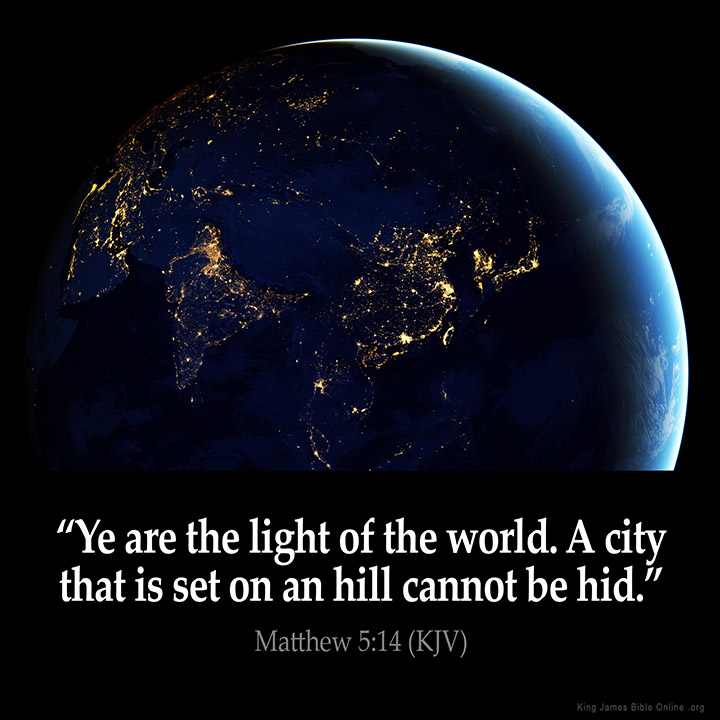 “Ye are the light of the world. A city
that is set on an hill cannot be hid.”
Matthew 5:14 (KJV)
King James Bible Online .org